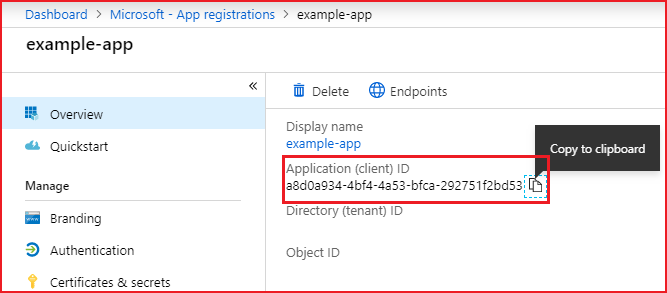 Dashboard > Microsoft - App registrations > example-app
example-app
«
Overview
Quickstart
Manage
Branding
Authentication
Certificates & secrets
Delete
Endpoints
Display name
example-app
Copy to clipboard
Application (client) ID
a8d0a934-4bf4-4a53-bfca-292751f2bd53
Directory (tenant) ID
Object ID